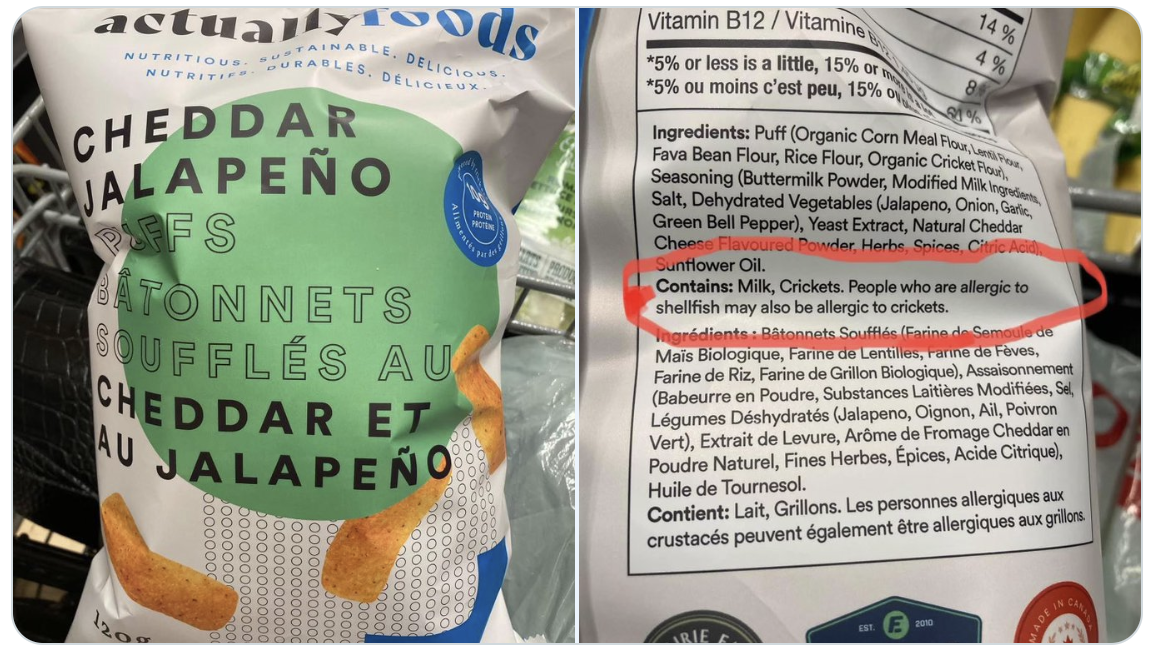 actuallyfoods
NUTRITIOUS. SUSTAINABLE. DELICIOUS.
NUTRITIFS. DURABLES. DÉLICIEUX.
CHEDDAR
JALAPEÑO
PUFFS
BÂTONNETS
SOUFFLÉS AU
CHEDDAR ET
AU JALAPEÑO
10g
PROTEIN
PROTÉINE
120g
Vitamin B12 / Vitamine B12
14 %
4 %
8
*5% or less is a little, 15% or more
*5% ou moins c'est peu, 15% ou
Ingredients: Puff (Organic Corn Meal Flour, Lentil Flour,
Fava Bean Flour, Rice Flour, Organic Cricket Flour),
Seasoning (Buttermilk Powder, Modified Milk Ingredients,
Salt, Dehydrated Vegetables (Jalapeno, Onion, Garlic,
Green Bell Pepper), Yeast Extract, Natural Cheddar
Cheese Flavoured Powder, Herbs, Spices, Citric Acid),
Sunflower Oil.
Contains: Milk, Crickets. People who are allergic to
shellfish may also be allergic to crickets.
Ingrédients : Bâtonnets Soufflés (Farine de Semoule de
Maïs Biologique, Farine de Lentilles, Farine de Fèves,
Farine de Riz, Farine de Grillon Biologique), Assaisonnement
(Babeurre en Poudre, Substances Laitières Modifiées, Sel,
Légumes Déshydratés (Jalapeno, Oignon, Ail, Poivron
Vert), Extrait de Levure, Arôme de Fromage Cheddar en
Poudre Naturel, Fines Herbes, Épices, Acide Citrique),
Huile de Tournesol.
Contient: Lait, Grillons. Les personnes allergiques aux
crustacés peuvent également être allergiques aux grillons.
EST. F 2010
MADE IN CANADA